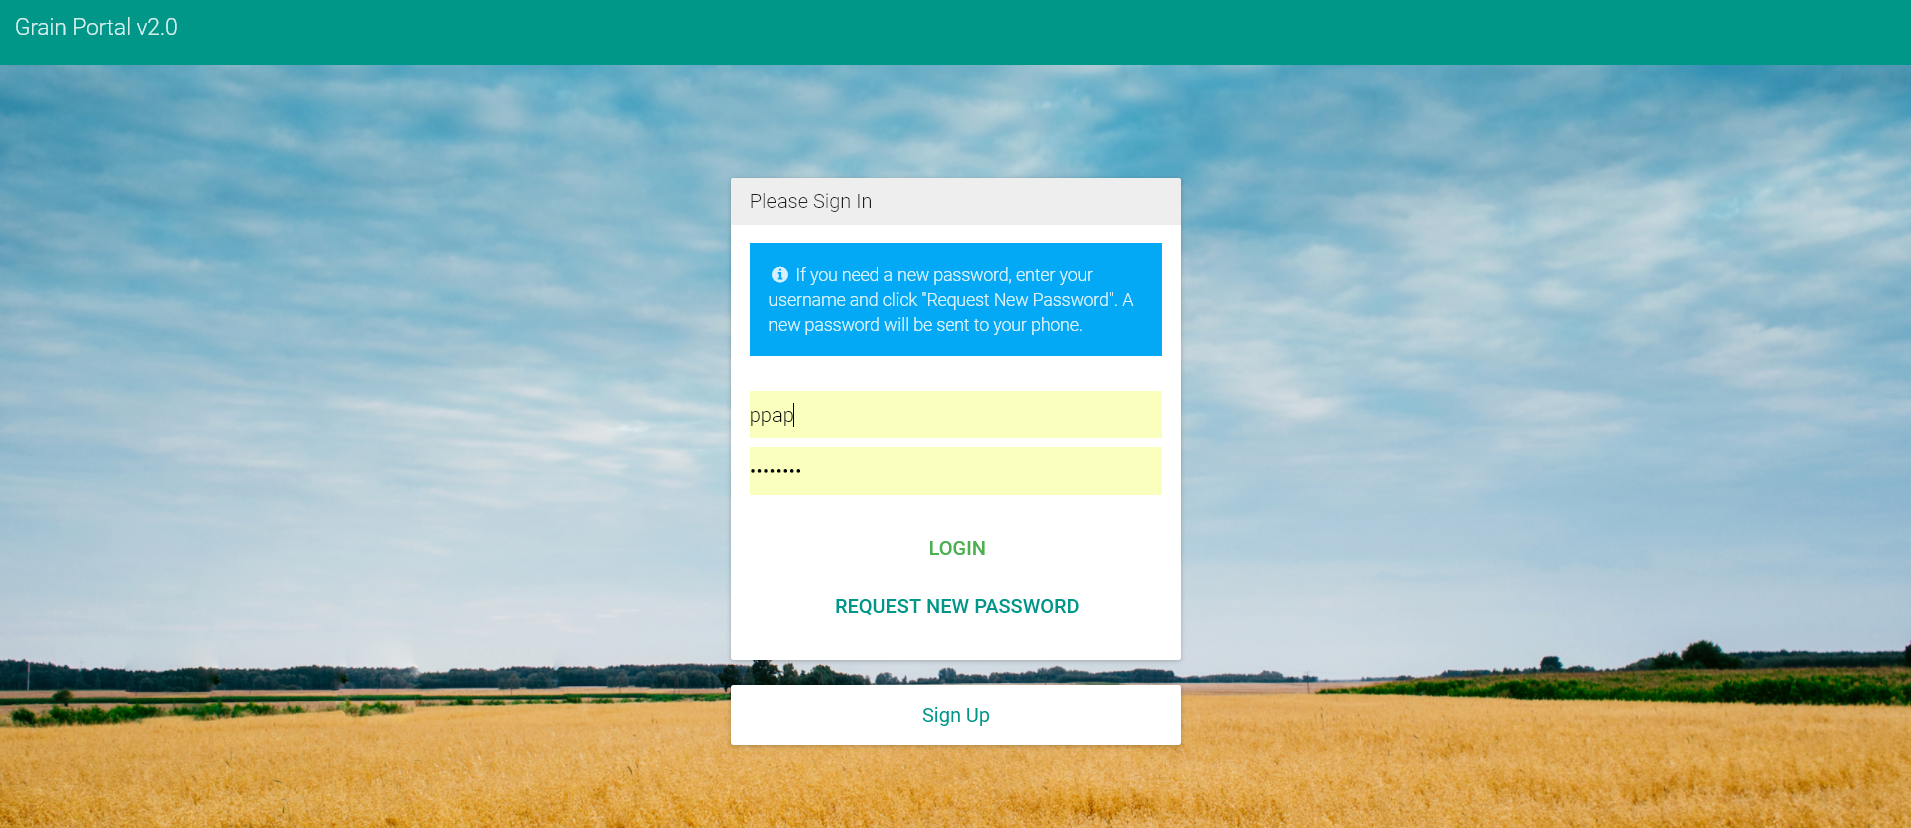 Grain Portal v2.0
Please Sign In
If you need a new password, enter your
username and click "Request New Password". A
new password will be sent to your phone.
ppap
••••••••
LOGIN
REQUEST NEW PASSWORD
Sign Up